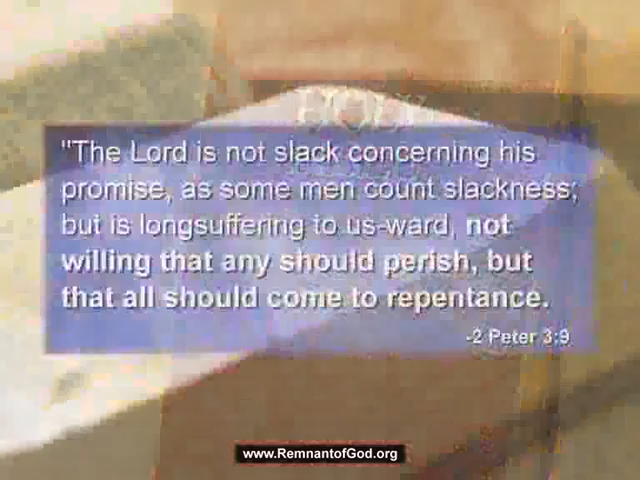 HOLY
"The Lord is not slack concerning his
promise, as some men count slackness;
but is longsuffering to us-ward, not
willing that any should perish, but
that all should come to repentance.
-2 Peter 3:9
www.RemnantofGod.org